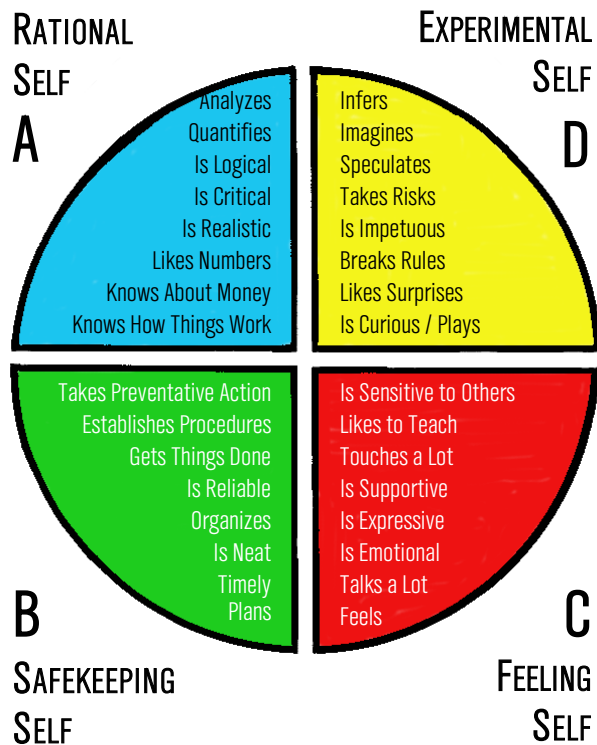 RATIONAL
SELF
A
Analyzes
Quantifies
Is Logical
Is Critical
Is Realistic
Likes Numbers
Knows About Money
Knows How Things Work
EXPERIMENTAL
SELF
D
Infers
Imagines
Speculates
Takes Risks
Is Impetuous
Breaks Rules
Likes Surprises
Is Curious / Plays
Takes Preventative Action
Establishes Procedures
Gets Things Done
Is Reliable
Organizes
Is Neat
Timely
Plans
B
SAFEKEEPING
SELF
Is Sensitive to Others
Likes to Teach
Touches a Lot
Is Supportive
Is Expressive
Is Emotional
Talks a Lot
Feels
C
FEELING
SELF